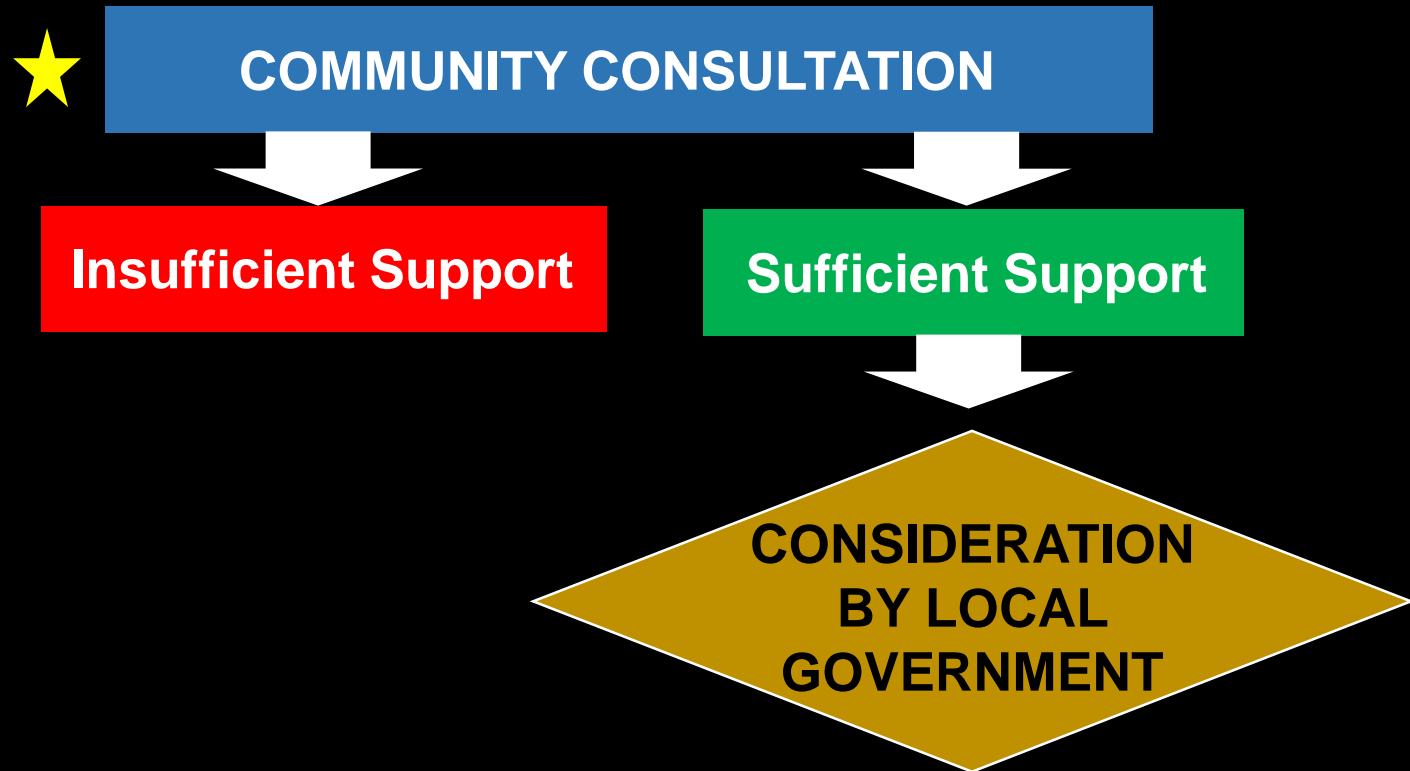 COMMUNITY CONSULTATION
Insufficient Support
Sufficient Support
CONSIDERATION
BY LOCAL
GOVERNMENT